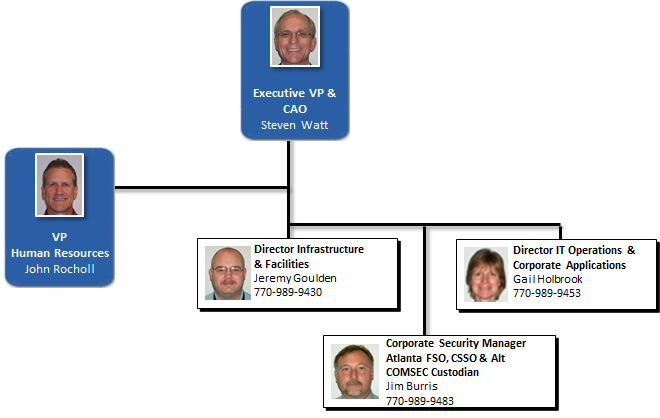 Executive VP &
CAO
Steven Watt
VP
Human Resources
John Rocholl
Director Infrastructure
& Facilities
Jeremy Goulden
770-989-9430
Director IT Operations &
Corporate Applications
Gail Holbrook
770-989-9453
Corporate Security Manager
Atlanta FSO, CSSO & Alt
COMSEC Custodian
Jim Burris
770-989-9483